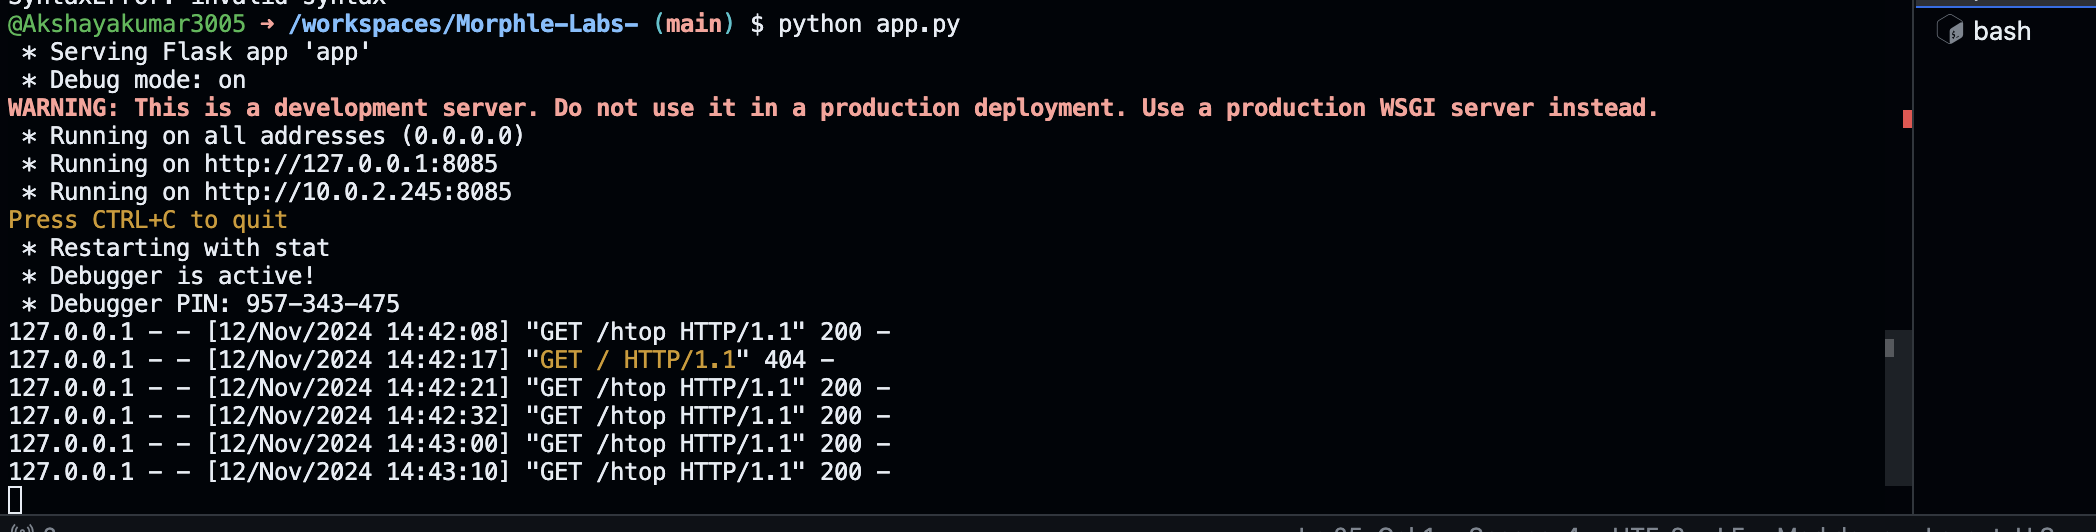 SyntaxError: invalid syntax
@Akshayakumar3005 ➜ /workspaces/Morphle-Labs- (main) $ python app.py
 * Serving Flask app 'app'
 * Debug mode: on
WARNING: This is a development server. Do not use it in a production deployment. Use a production WSGI server instead.
 * Running on all addresses (0.0.0.0)
 * Running on http://127.0.0.1:8085
 * Running on http://10.0.2.245:8085
Press CTRL+C to quit
 * Restarting with stat
 * Debugger is active!
 * Debugger PIN: 957-343-475
127.0.0.1 - - [12/Nov/2024 14:42:08] "GET /htop HTTP/1.1" 200 -
127.0.0.1 - - [12/Nov/2024 14:42:17] "GET / HTTP/1.1" 404 -
127.0.0.1 - - [12/Nov/2024 14:42:21] "GET /htop HTTP/1.1" 200 -
127.0.0.1 - - [12/Nov/2024 14:42:32] "GET /htop HTTP/1.1" 200 -
127.0.0.1 - - [12/Nov/2024 14:43:00] "GET /htop HTTP/1.1" 200 -
127.0.0.1 - - [12/Nov/2024 14:43:10] "GET /htop HTTP/1.1" 200 -
bash